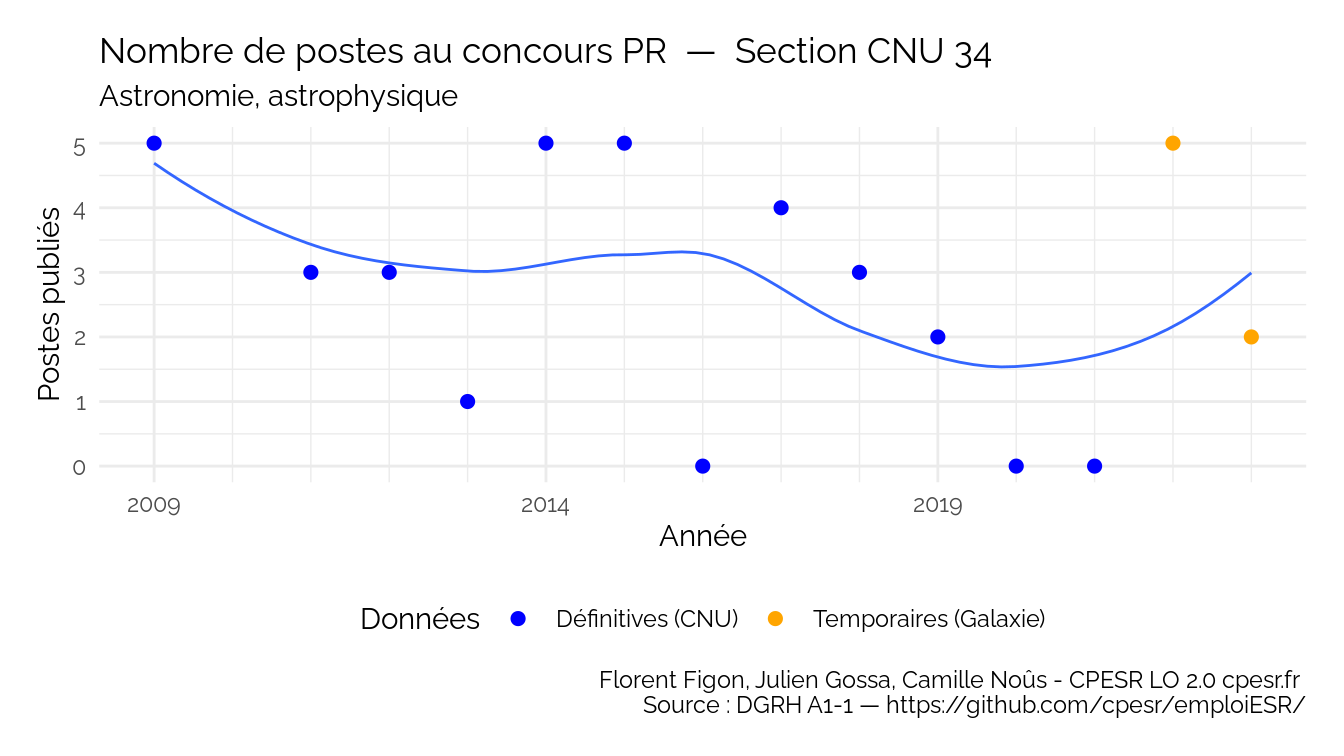 Nombre de postes au concours PR — Section CNU 34
Astronomie, astrophysique
Postes publiés
5
4
3
2
1
0
2009
2014
2019
Année
Données
Définitives (CNU)
Temporaires (Galaxie)
Florent Figon, Julien Gossa, Camille Noûs - CPESR LO 2.0 cpesr.fr
Source : DGRH A1-1 — https://github.com/cpesr/emploiESR/